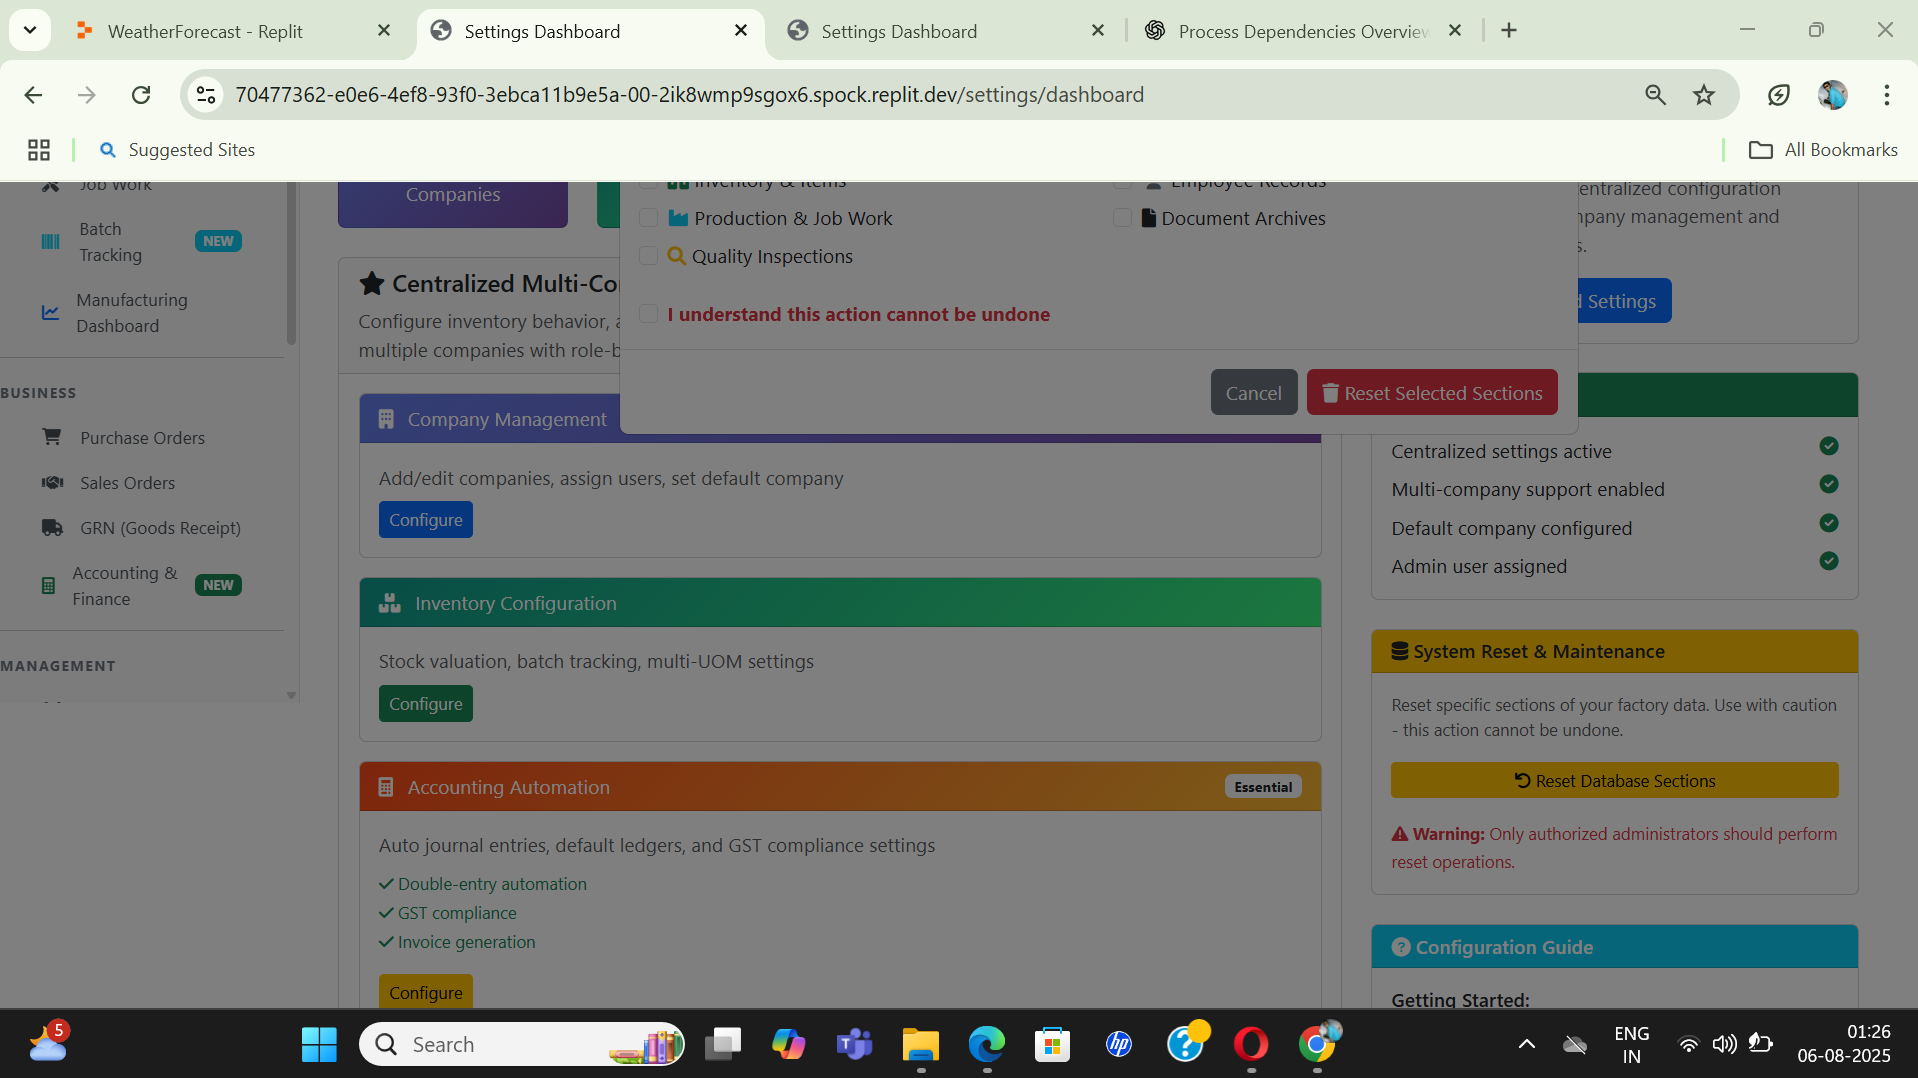 WeatherForecast - Replit
Settings Dashboard
Settings Dashboard
Process Dependencies Overview
70477362-e0e6-4ef8-93f0-3ebca11b9e5a-00-2ik8wmp9sgox6.spock.replit.dev/settings/dashboard
Suggested Sites
All Bookmarks
Job Work
Batch
Tracking
NEW
Manufacturing
Dashboard
BUSINESS
Purchase Orders
Sales Orders
GRN (Goods Receipt)
Accounting &
Finance
NEW
MANAGEMENT
Companies
Inventory & Items
Employee Records
Production & Job Work
Document Archives
Quality Inspections
I understand this action cannot be undone
Cancel
Reset Selected Sections
Centralized Multi-Co
Configure inventory behavior,
multiple companies with role-b
Company Management
Add/edit companies, assign users, set default company
Configure
Inventory Configuration
Stock valuation, batch tracking, multi-UOM settings
Configure
Accounting Automation
Essential
Auto journal entries, default ledgers, and GST compliance settings
Double-entry automation
GST compliance
Invoice generation
Configure
entralized configuration
pany management and
s.
d Settings
Centralized settings active
Multi-company support enabled
Default company configured
Admin user assigned
System Reset & Maintenance
Reset specific sections of your factory data. Use with caution
- this action cannot be undone.
Reset Database Sections
Warning: Only authorized administrators should perform
reset operations.
Configuration Guide
Getting Started:
5
Search
ENG
IN
01:26
06-08-2025